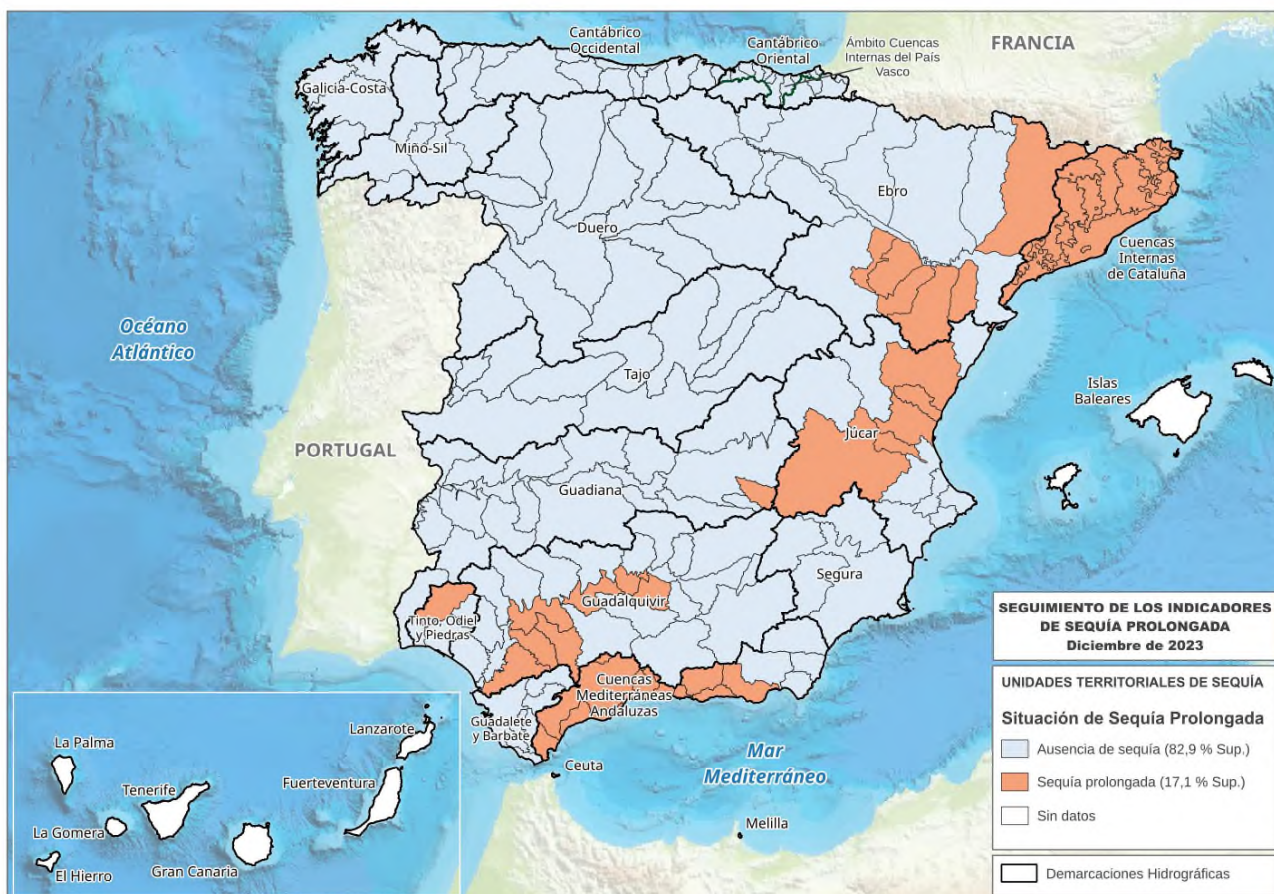 Cantábrico
Occidental
Cantábrico
Oriental
Ámbito Cuencas
Internas del País
Vasco
FRANCIA
Galicia-Costa
Miño-Sil
Ebro
Duero
Cuencas
Internas
de Cataluña
Océano
Atlántico
Tajo
Islas
Baleares
PORTUGAL
Júcar
Guadiana
Segura
Guadalquivir
Tinto, Odiel
y Piedras
Cuencas
Mediterráneas
Andaluzas
Guadalete
y Barbate
Ceuta
Mar
Mediterráneo
Melilla
La Palma
Lanzarote
Tenerife
Fuerteventura
La Gomera
El Hierro
Gran Canaria
SEGUIMIENTO DE LOS INDICADORES
DE SEQUÍA PROLONGADA
Diciembre de 2023
UNIDADES TERRITORIALES DE SEQUÍA
Situación de Sequía Prolongada
Ausencia de sequía (82,9 % Sup.)
Sequía prolongada (17,1 % Sup.)
Sin datos
Demarcaciones Hidrográficas